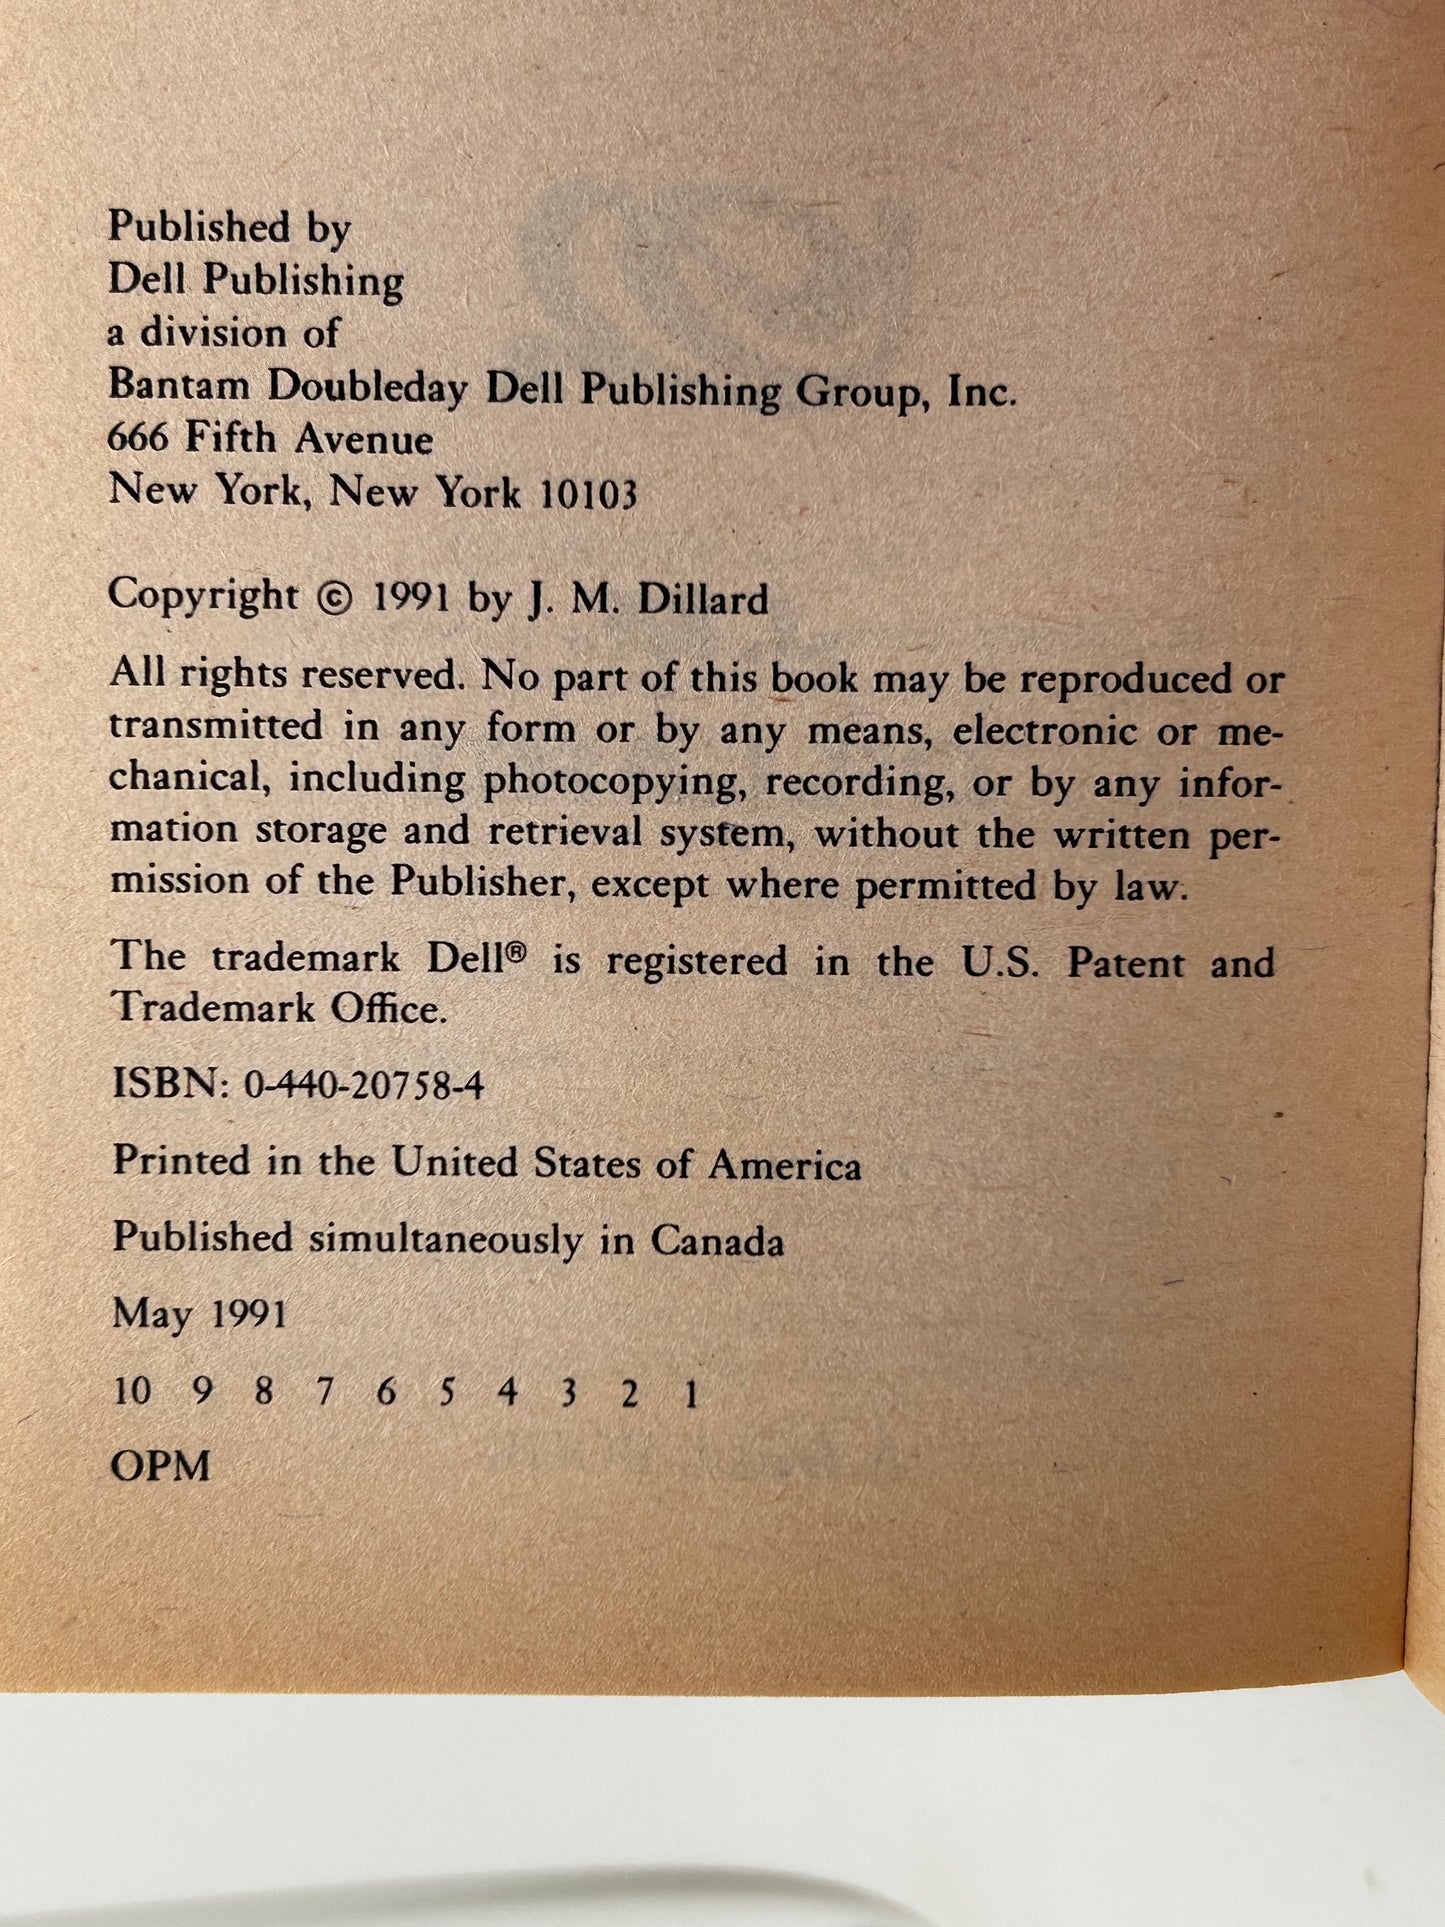 Published by
Dell Publishing
a division of
Bantam Doubleday Dell Publishing Group, Inc.
666 Fifth Avenue
New York, New York 10103
Copyright © 1991 by J. M. Dillard
All rights reserved. No part of this book may be reproduced or
transmitted in any form or by any means, electronic or me-
chanical, including photocopying, recording, or by any infor-
mation storage and retrieval system, without the written per-
mission of the Publisher, except where permitted by law.
The trademark Dell® is registered in the U.S. Patent and
Trademark Office.
ISBN: 0-440-20758-4
Printed in the United States of America
Published simultaneously in Canada
May 1991
10 9 8 7 6 5 4 3 2 1
OPM